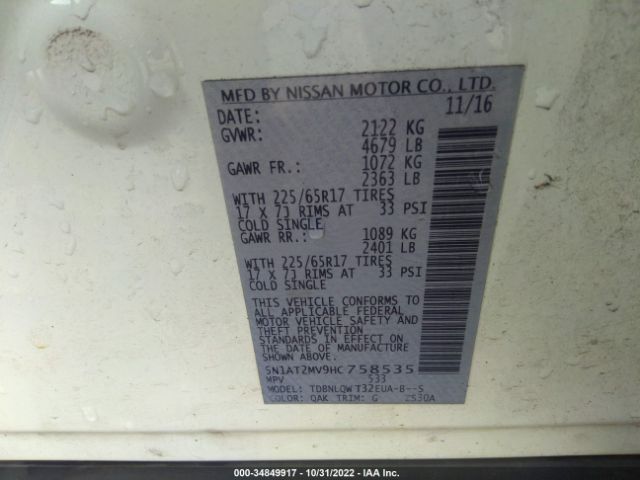 MFD BY NISSAN MOTOR CO., LTD.
DATE: 11/16
GVWR: 2122 KG
4679 LB
GAWR FR.: 1072 KG
2363 LB
WITH 225/65R17 TIRES
17 X 7J RIMS AT 33 PSI
COLD SINGLE
GAWR RR.: 1089 KG
2401 LB
WITH 225/65R17 TIRES
17 X 7J RIMS AT 33 PSI
COLD SINGLE
THIS VEHICLE CONFORMS TO
ALL APPLICABLE FEDERAL
MOTOR VEHICLE SAFETY AND
THEFT PREVENTION
STANDARDS IN EFFECT ON
THE DATE OF MANUFACTURE
SHOWN ABOVE.
5N1AT2MV9HC758535
MPV 533
MODEL: TDBNLQW T32EUA-B--S
COLOR: QAK TRIM: G 2530A
000-34849917 - 10/31/2022 - IAA Inc.